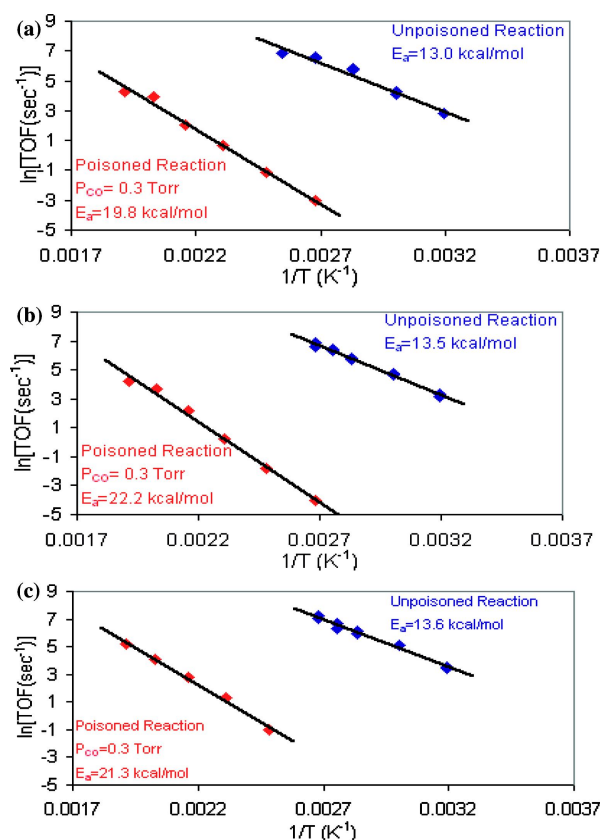 (a)
ln[TOF(sec-1)]
9
7
5
3
1
-1
-3
-5
Unpoisoned Reaction
Ea=13.0 kcal/mol
Poisoned Reaction
PCO= 0.3 Torr
Ea=19.8 kcal/mol
0.0017 0.0022 0.0027 0.0032 0.0037
1/T (K-1)
(b)
ln[TOF(sec-1)]
9
7
5
3
1
-1
-3
-5
Unpoisoned Reaction
Ea=13.5 kcal/mol
Poisoned Reaction
PCO= 0.3 Torr
Ea=22.2 kcal/mol
0.0017 0.0022 0.0027 0.0032 0.0037
1/T (K-1)
(c)
ln[TOF(sec-1)]
9
7
5
3
1
-1
-3
-5
Unpoisoned Reaction
Ea=13.6 kcal/mol
Poisoned Reaction
PCO=0.3 Torr
Ea=21.3 kcal/mol
0.0017 0.0022 0.0027 0.0032 0.0037
1/T (K-1)